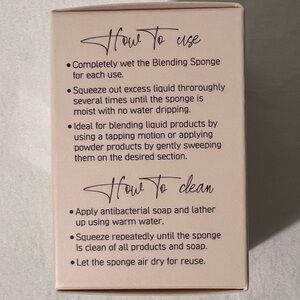 How To use
• Completely wet the Blending Sponge
for each use.
• Squeeze out excess liquid throroughly
several times until the sponge is
moist with no water dripping.
• Ideal for blending liquid products by
using a tapping motion or applying
powder products by gently sweeping
them on the desired section.
How To clean
• Apply antibacterial soap and lather
up using warm water.
• Squeeze repeatedly until the sponge
is clean of all products and soap.
• Let the sponge air dry for reuse.